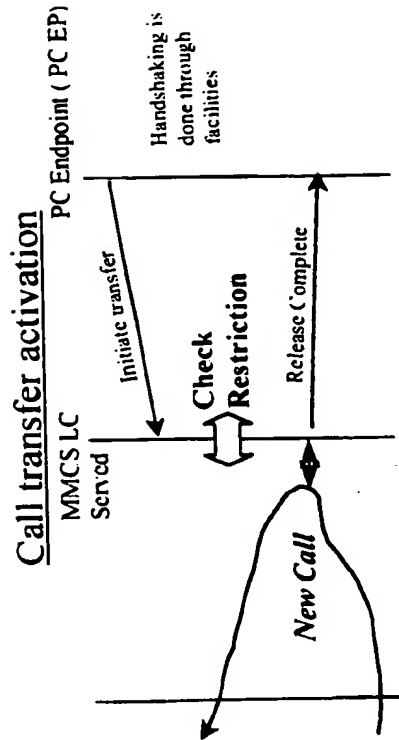 Call transfer activation
MMCS LC
Served
PC Endpoint ( PC EP)
Initiate transfer
Handshaking is
done through
facilities
Check
Restriction
New Call
Release Complete